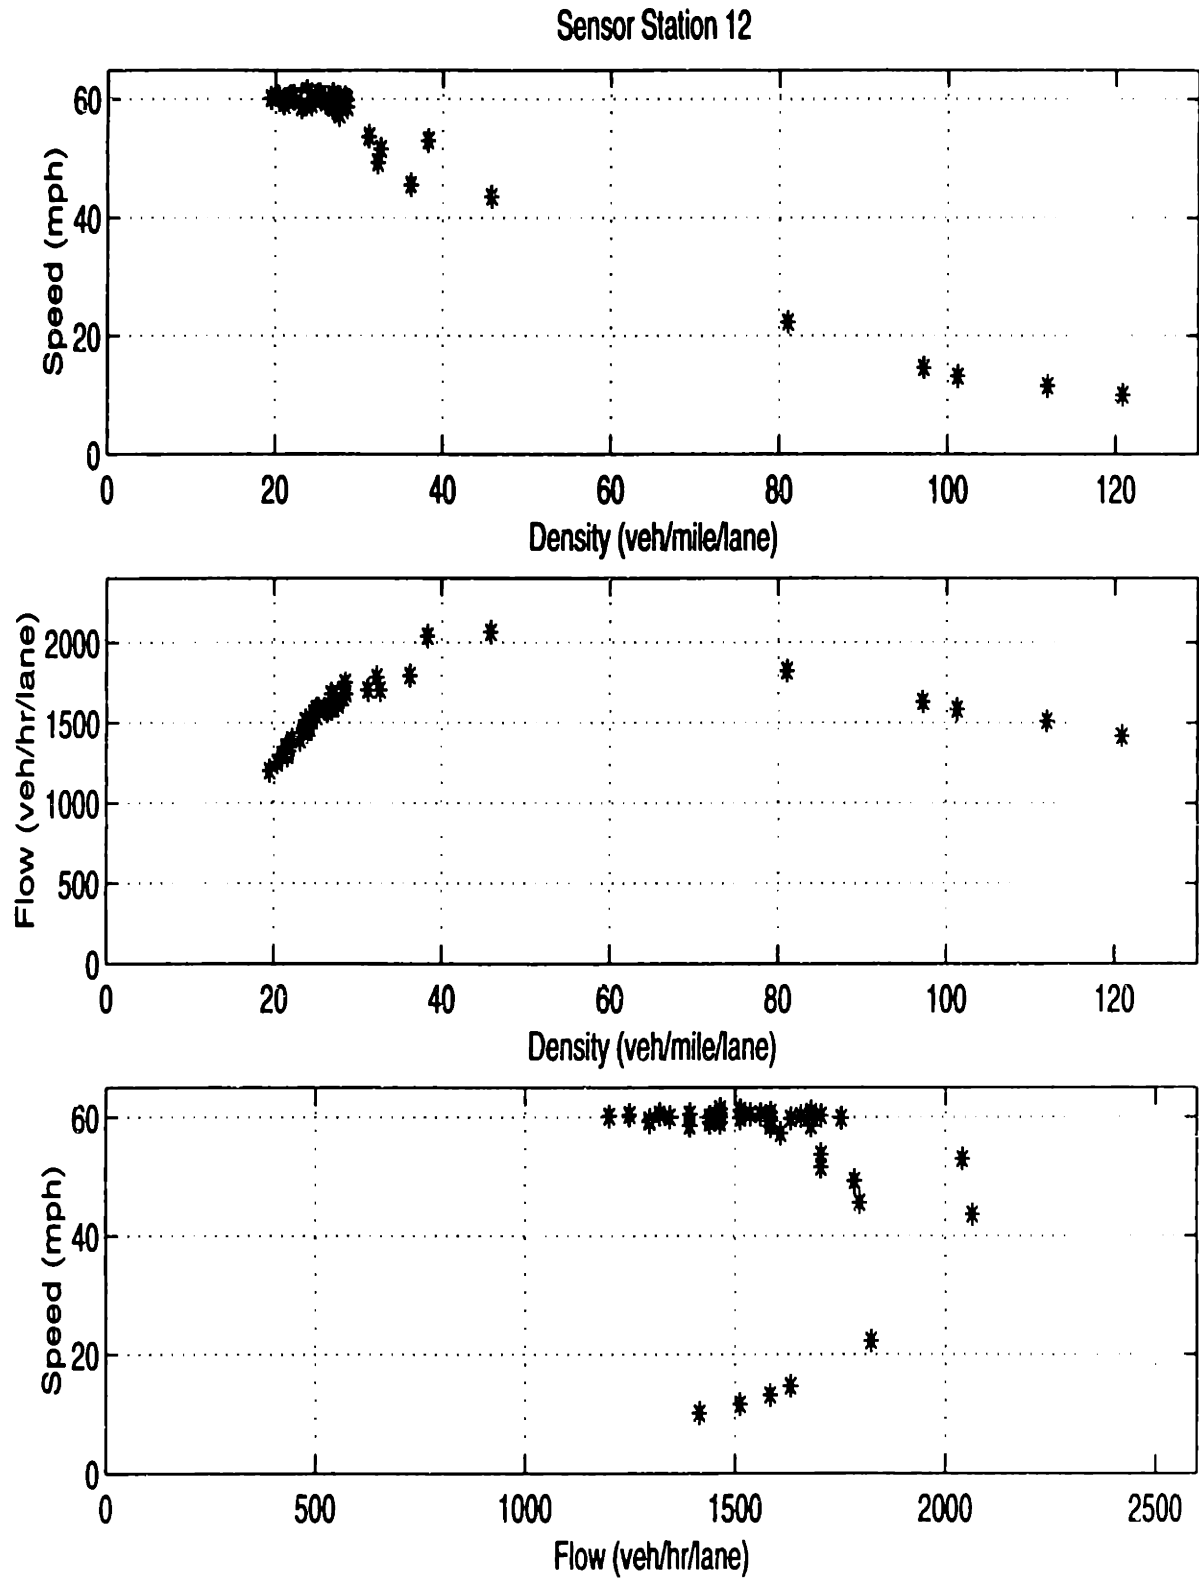 Sensor Station 12
60
40
20
0
Speed (mph)
0 20 40 60 80 100 120
Density (veh/mile/lane)
2000
1500
1000
500
0
Flow (veh/hr/lane)
0 20 40 60 80 100 120
Density (veh/mile/lane)
60
40
20
0
Speed (mph)
0 500 1000 1500 2000 2500
Flow (veh/hr/lane)